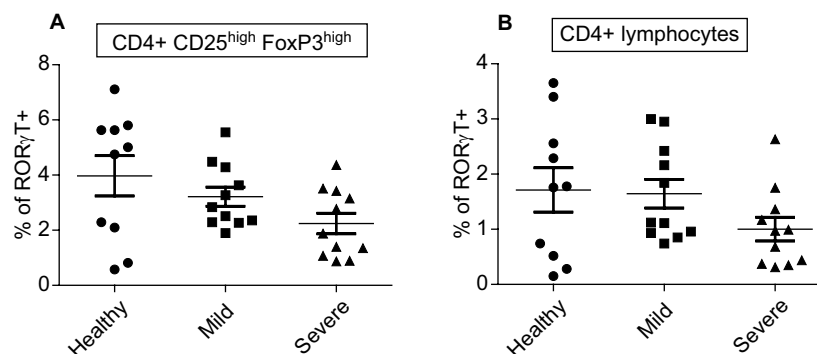 A
CD4+ CD25high FoxP3high
% of RORγT+
8
6
4
2
0
Healthy
Mild
Severe
B
CD4+ lymphocytes
% of RORγT+
4
3
2
1
0
Healthy
Mild
Severe